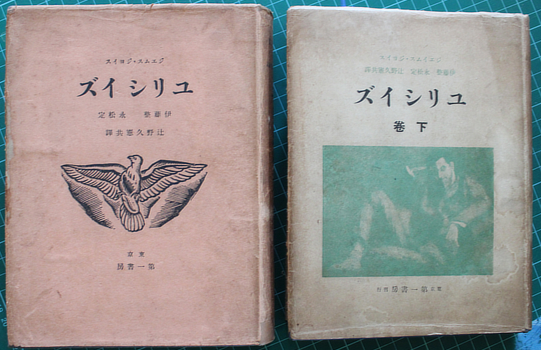 ジエムス・ジヨイス
ユリシイズ
伊藤整 永松定
辻野久憲共譯
東京
第一書房
ジエイムス・ジヨイス
伊藤整 永松定 辻野久憲共譯
ユリシイズ
下卷
東京 第一書房